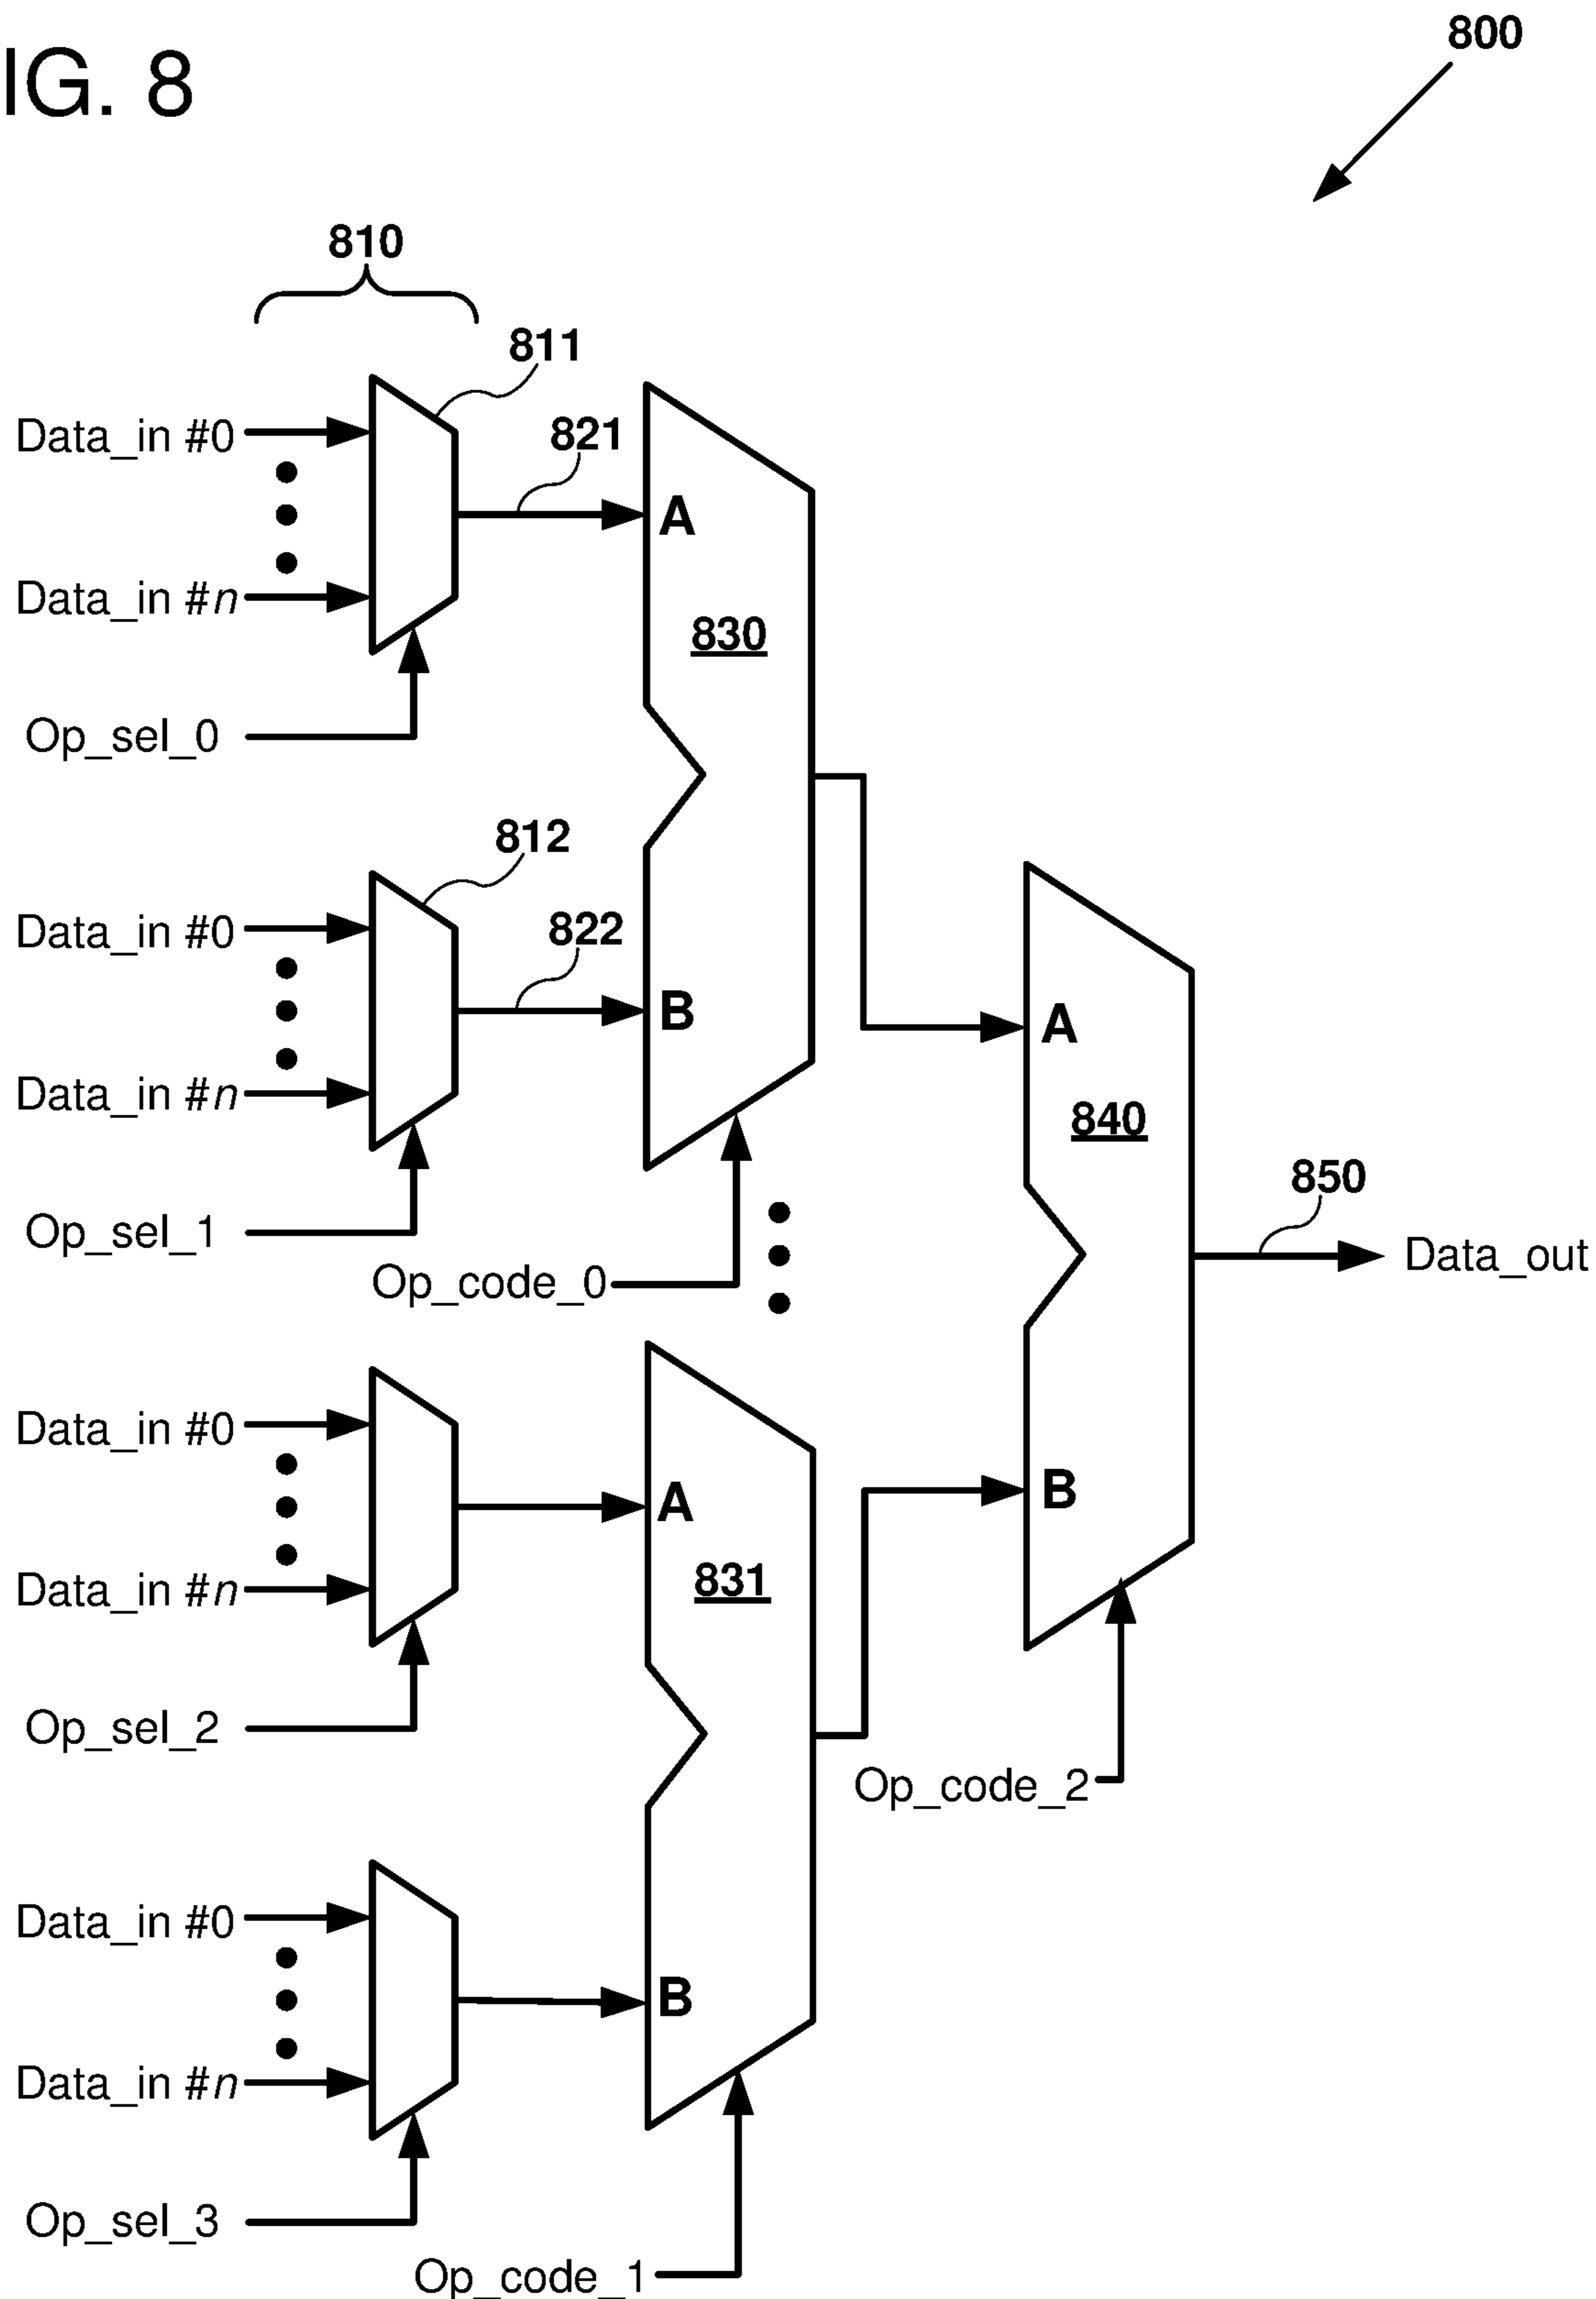 IG. 8
800
810
811
Data_in #0
821
A
Data_in #n
830
Op_sel_0
812
Data_in #0
822
B
A
Data_in #n
840
850
Op_sel_1
Data_out
Op_code_0
Data_in #0
B
A
831
Data_in #n
Op_sel_2
Op_code_2
Data_in #0
B
Data_in #n
Op_sel_3
Op_code_1